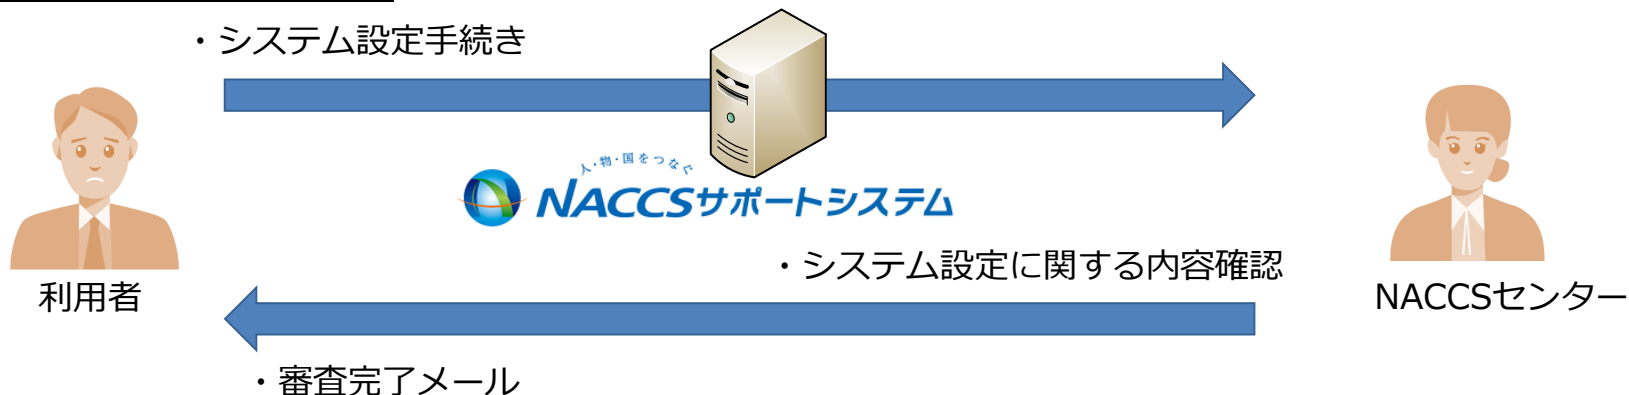 ・システム設定手続き
人・物・国をつなぐ
NACCSサポートシステム
・システム設定に関する内容確認
利用者
NACCSセンター
・審査完了メール